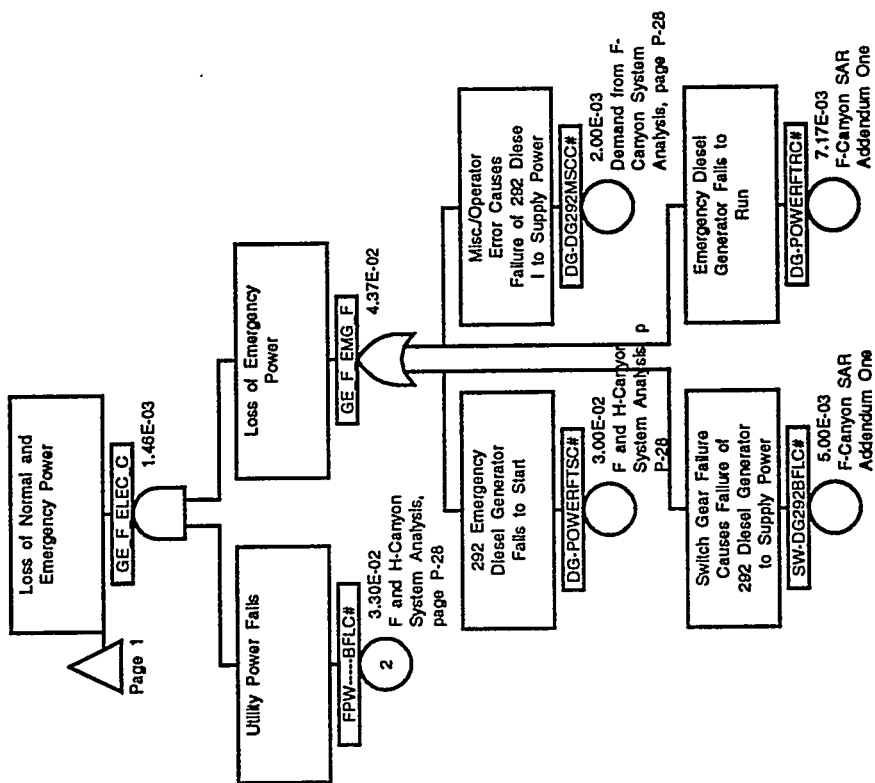 Loss of Normal and
Emergency Power
GE_F_ELEC_C
1.46E-03
Page 1
Utility Power Fails
FPW----BFLC#
2
3.30E-02
F and H-Canyon
System Analysis,
page P-28
Loss of Emergency
Power
GE_F_EMG_F
4.37E-02
292 Emergency
Diesel Generator
Fails to Start
DG-POWERFTSC#
3.00E-02
F and H-Canyon
System Analysis, p
P-28
Misc./Operator
Error Causes
Failure of 292 Diese
l to Supply Power
DG-DG292MSCC#
2.00E-03
Demand from F-
Canyon System
Analysis, page P-28
Switch Gear Failure
Causes Failure of
292 Diesel Generator
to Supply Power
SW-DG292BFLC#
5.00E-03
F-Canyon SAR
Addendum One
Emergency Diesel
Generator Fails to
Run
DG-POWERFTRC#
7.17E-03
F-Canyon SAR
Addendum One